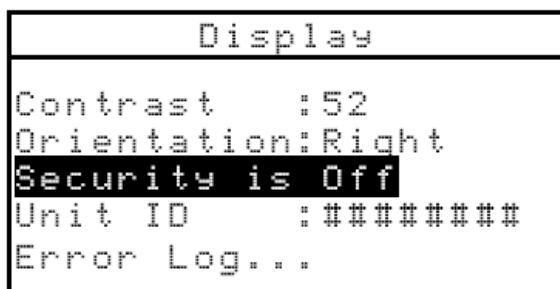 Display
Contrast :52
Orientation:Right
Security is Off
Unit ID :########
Error Log...